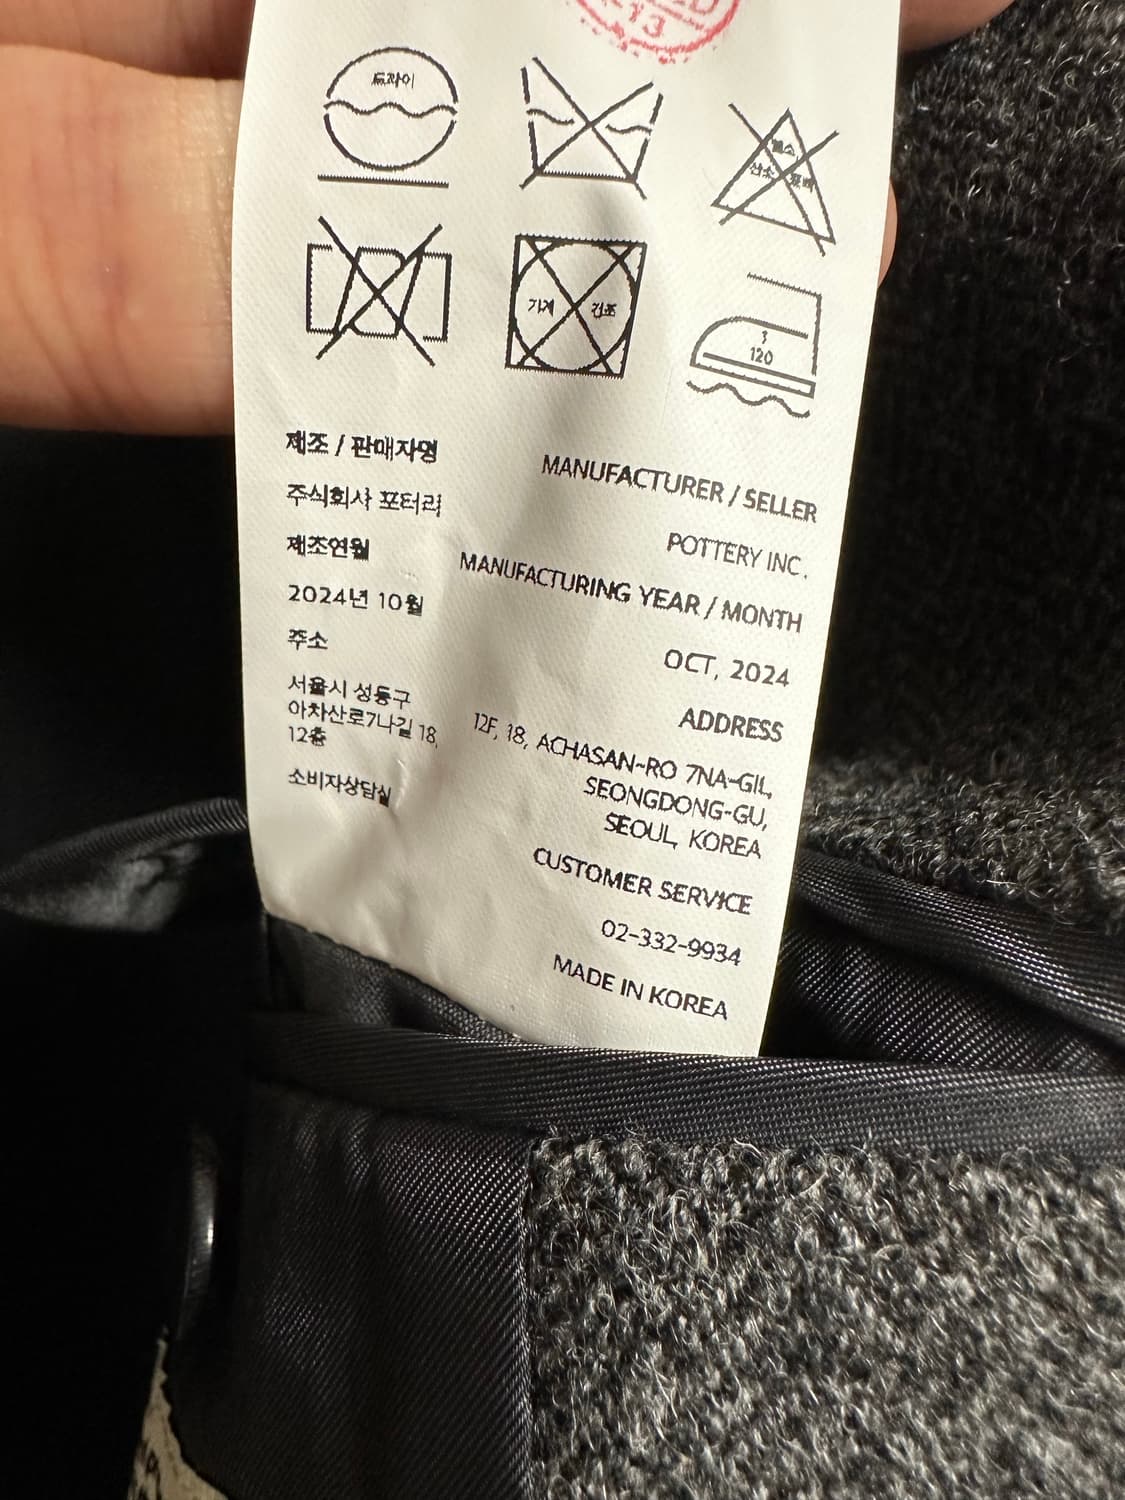 13
드라이
염소
산소 표백
기계 건조
3
120
제조 / 판매자명
주식회사 포터리
제조연월
2024년 10월
주소
서울시 성동구
아차산로7나길 18,
12층
소비자상담실
MANUFACTURER / SELLER
POTTERY INC.
MANUFACTURING YEAR / MONTH
OCT, 2024
ADDRESS
12F, 18, ACHASAN-RO 7NA-GIL,
SEONGDONG-GU,
SEOUL, KOREA
CUSTOMER SERVICE
02-332-9934
MADE IN KOREA